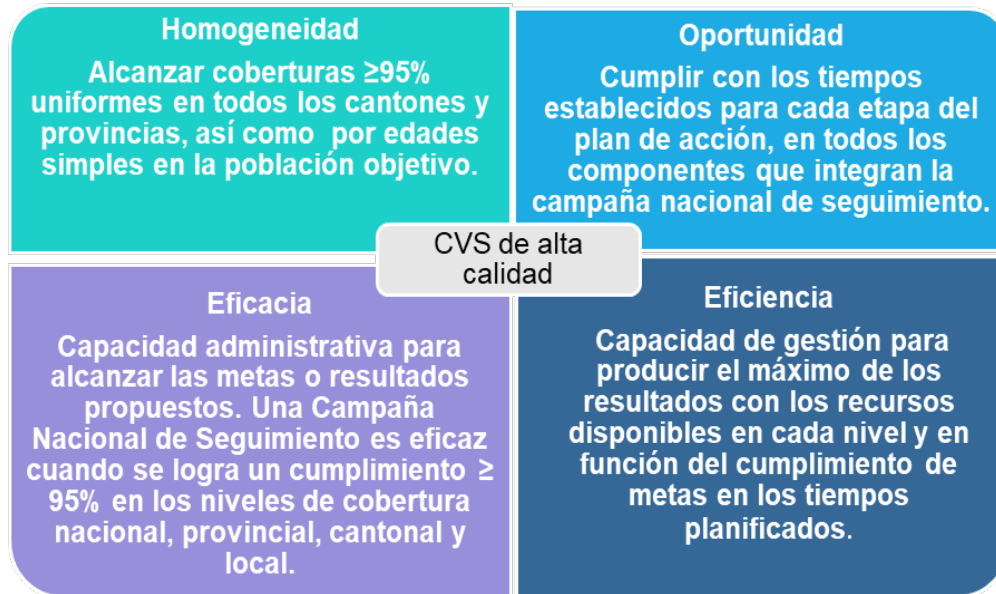 Homogeneidad
Alcanzar coberturas ≥95%
uniformes en todos los cantones y
provincias, así como por edades
simples en la población objetivo.
Oportunidad
Cumplir con los tiempos
establecidos para cada etapa del
plan de acción, en todos los
componentes que integran la
campaña nacional de seguimiento.
CVS de alta
calidad
Eficacia
Capacidad administrativa para
alcanzar las metas o resultados
propuestos. Una Campaña
Nacional de Seguimiento es eficaz
cuando se logra un cumplimiento ≥
95% en los niveles de cobertura
nacional, provincial, cantonal y
local.
Eficiencia
Capacidad de gestión para
producir el máximo de los
resultados con los recursos
disponibles en cada nivel y en
función del cumplimiento de
metas en los tiempos
planificados.